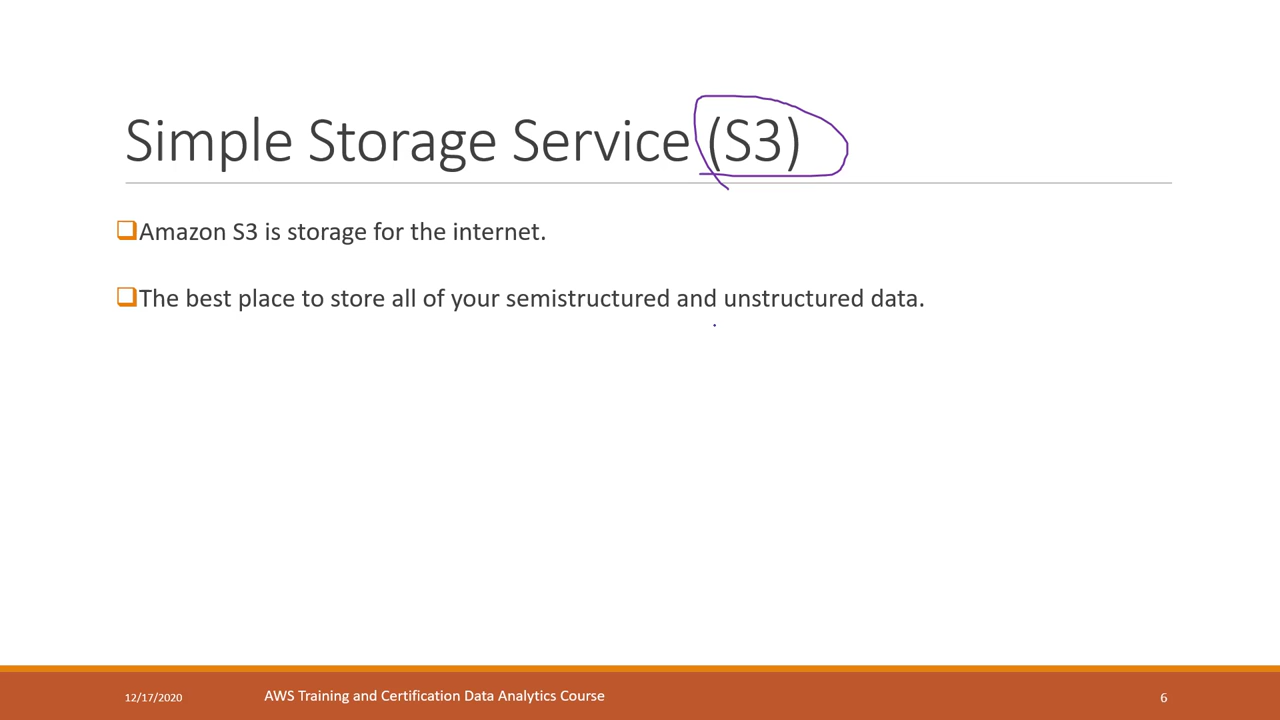 Simple Storage Service (S3)
Amazon S3 is storage for the internet.
The best place to store all of your semistructured and unstructured data.
12/17/2020
AWS Training and Certification Data Analytics Course
6